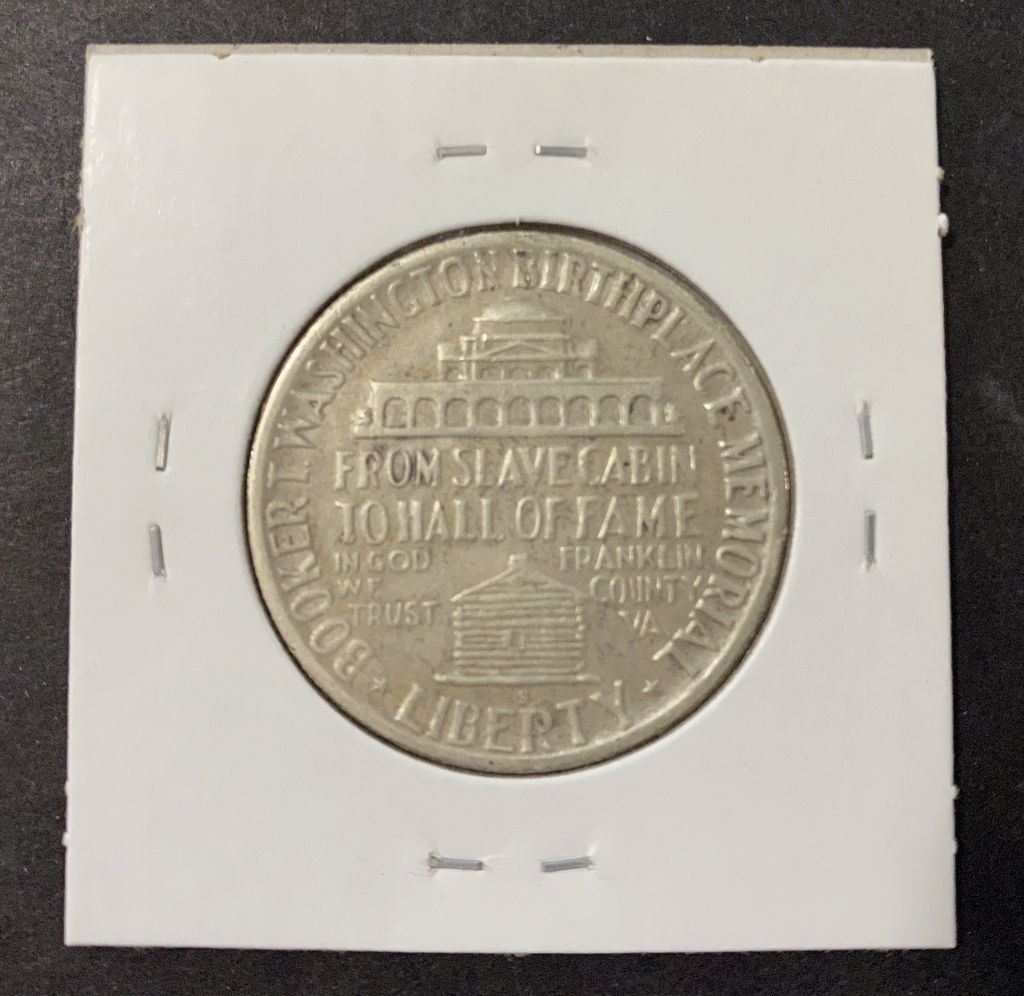 BOOKER T. WASHINGTON BIRTHPLACE MEMORIAL
FROM SLAVE CABIN
TO HALL OF FAME
IN GOD
WE
TRUST
FRANKLIN
COUNTY
VA
S
LIBERTY